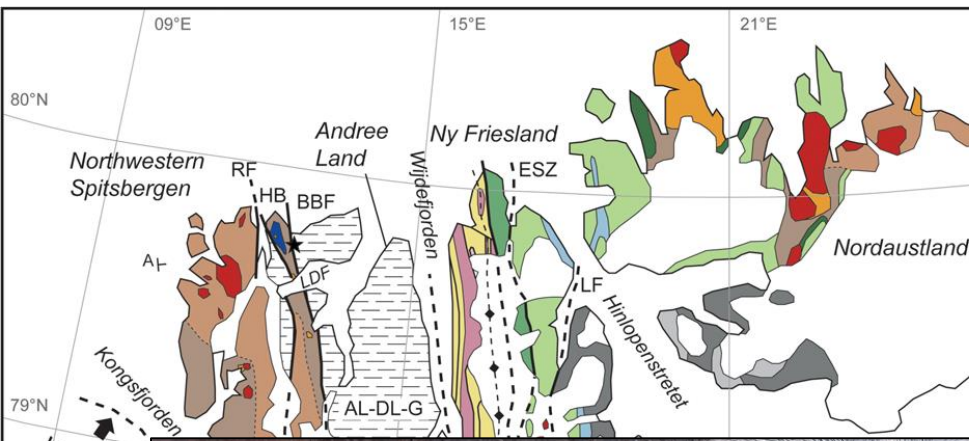 09°E
15°E
21°E
80°N
Andree
Land
Ny Friesland
Northwestern
Spitsbergen
RF
HB
BBF
Wijdefjorden
ESZ
Nordaustland
A
LDF
LF
Hinlopenstretet
Kongsfjorden
AL-DL-G
79°N